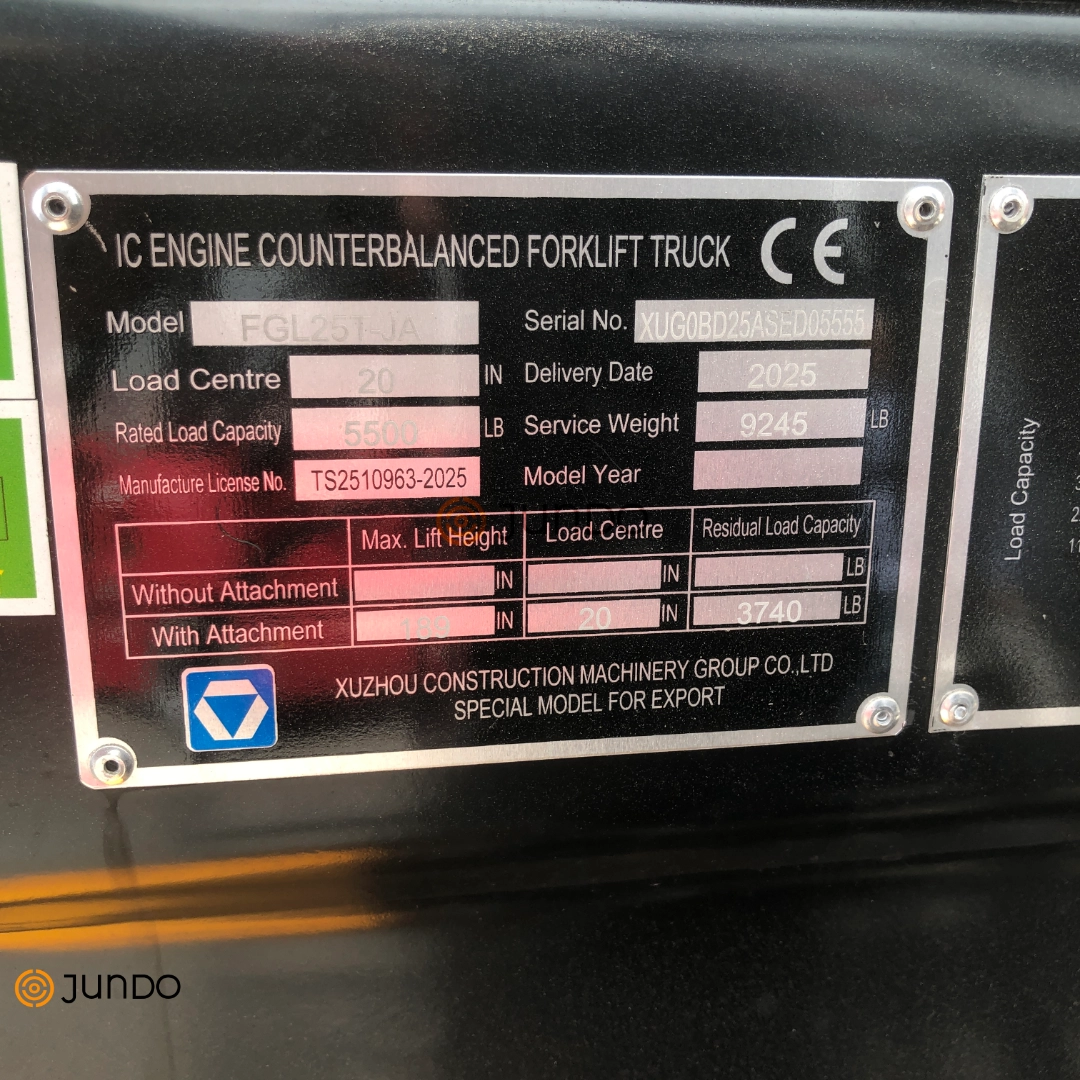 IC ENGINE COUNTERBALANCED FORKLIFT TRUCK CE
Model FGL25T-JA Serial No. XUG0BD25ASED05555
Load Centre 20 IN Delivery Date 2025
Rated Load Capacity 5500 LB Service Weight 9245 LB
Manufacture License No. TS2510963-2025 Model Year
JUNDO
Max. Lift Height Load Centre Residual Load Capacity
Without Attachment IN IN LB
With Attachment IN 20 IN 3740 LB
XUZHOU CONSTRUCTION MACHINERY GROUP CO.,LTD
SPECIAL MODEL FOR EXPORT
Load Capacity
JUNDO